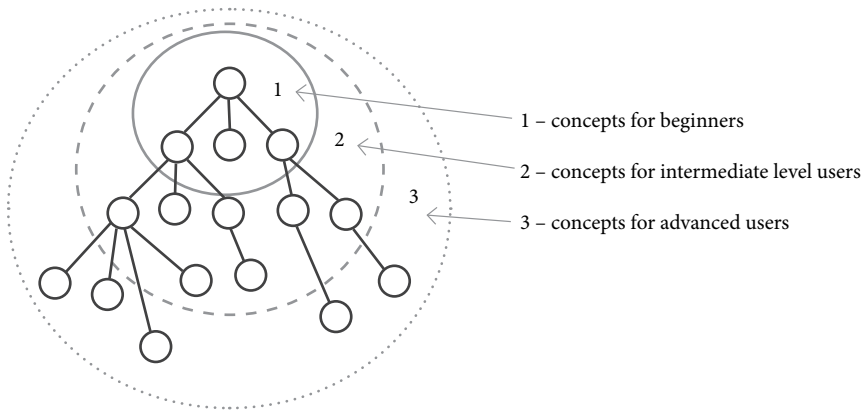 1
1 – concepts for beginners
2
2 – concepts for intermediate level users
3
3 – concepts for advanced users